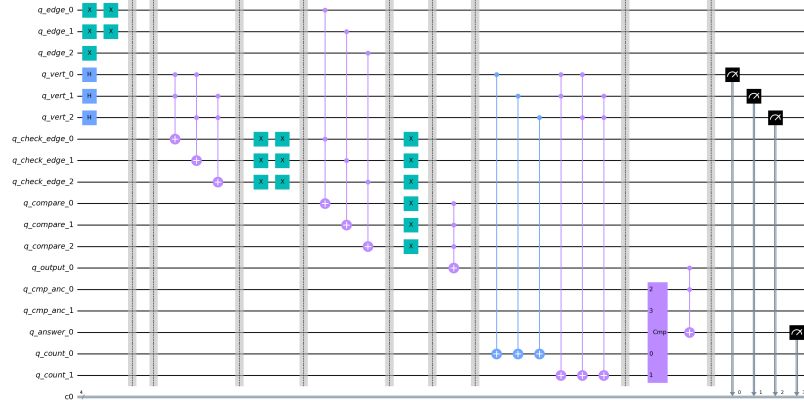 q_edge_0 X X
q_edge_1 X X
q_edge_2 X
q_vert_0 H
q_vert_1 H
q_vert_2 H
q_check_edge_0 X X X
q_check_edge_1 X X X
q_check_edge_2 X X X
q_compare_0 X
q_compare_1 X
q_compare_2 X
q_output_0
q_cmp_anc_0 2
q_cmp_anc_1 3
q_answer_0 Cmp
q_count_0 0
q_count_1 1
c0 4 0 1 2 3